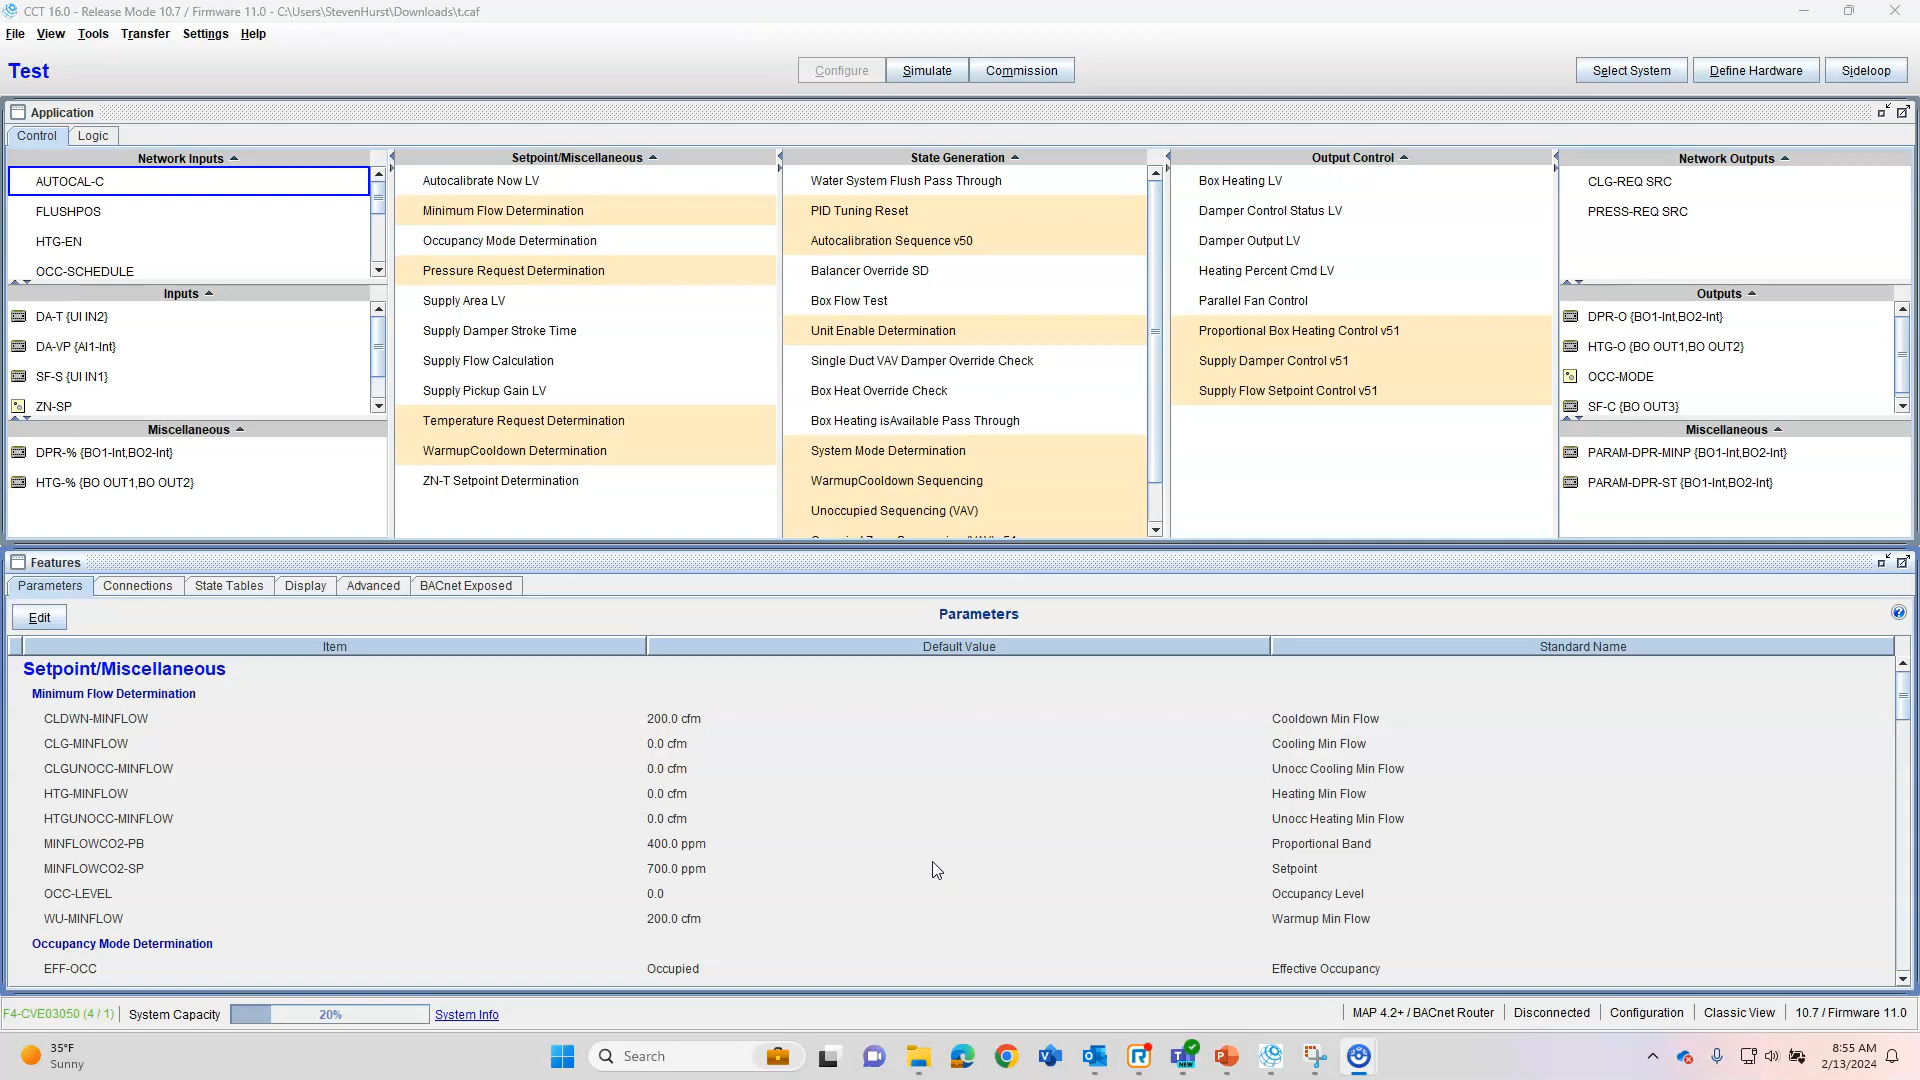 CCT 16.0 - Release Mode 10.7 / Firmware 11.0 - C:\Users\StevenHurst\Downloads\t.caf
File View Tools Transfer Settings Help
Test
Configure Simulate Commission
Select System Define Hardware Sideloop
Application
Control Logic
Network Inputs
AUTOCAL-C
FLUSHPOS
HTG-EN
OCC-SCHEDULE
Inputs
DA-T {UI IN2}
DA-VP {AI1-Int}
SF-S {UI IN1}
ZN-SP
Miscellaneous
DPR-% {BO1-Int,BO2-Int}
HTG-% {BO OUT1,BO OUT2}
Setpoint/Miscellaneous
Autocalibrate Now LV
Minimum Flow Determination
Occupancy Mode Determination
Pressure Request Determination
Supply Area LV
Supply Damper Stroke Time
Supply Flow Calculation
Supply Pickup Gain LV
Temperature Request Determination
WarmupCooldown Determination
ZN-T Setpoint Determination
State Generation
Water System Flush Pass Through
PID Tuning Reset
Autocalibration Sequence v50
Balancer Override SD
Box Flow Test
Unit Enable Determination
Single Duct VAV Damper Override Check
Box Heat Override Check
Box Heating isAvailable Pass Through
System Mode Determination
WarmupCooldown Sequencing
Unoccupied Sequencing (VAV)
Output Control
Box Heating LV
Damper Control Status LV
Damper Output LV
Heating Percent Cmd LV
Parallel Fan Control
Proportional Box Heating Control v51
Supply Damper Control v51
Supply Flow Setpoint Control v51
Network Outputs
CLG-REQ SRC
PRESS-REQ SRC
Outputs
DPR-O {BO1-Int,BO2-Int}
HTG-O {BO OUT1,BO OUT2}
OCC-MODE
SF-C {BO OUT3}
Miscellaneous
PARAM-DPR-MINP {BO1-Int,BO2-Int}
PARAM-DPR-ST {BO1-Int,BO2-Int}
Features
Parameters Connections State Tables Display Advanced BACnet Exposed
Edit
Parameters
Item Default Value Standard Name
Setpoint/Miscellaneous
Minimum Flow Determination
CLDWN-MINFLOW 200.0 cfm Cooldown Min Flow
CLG-MINFLOW 0.0 cfm Cooling Min Flow
CLGUNOCC-MINFLOW 0.0 cfm Unocc Cooling Min Flow
HTG-MINFLOW 0.0 cfm Heating Min Flow
HTGUNOCC-MINFLOW 0.0 cfm Unocc Heating Min Flow
MINFLOWCO2-PB 400.0 ppm Proportional Band
MINFLOWCO2-SP 700.0 ppm Setpoint
OCC-LEVEL 0.0 Occupancy Level
WU-MINFLOW 200.0 cfm Warmup Min Flow
Occupancy Mode Determination
EFF-OCC Occupied Effective Occupancy
F4-CVE03050 (4 / 1) System Capacity 20% System Info MAP 4.2+ / BACnet Router Disconnected Configuration Classic View 10.7 / Firmware 11.0
35°F
Sunny
Search
NEW
8:55 AM
2/13/2024